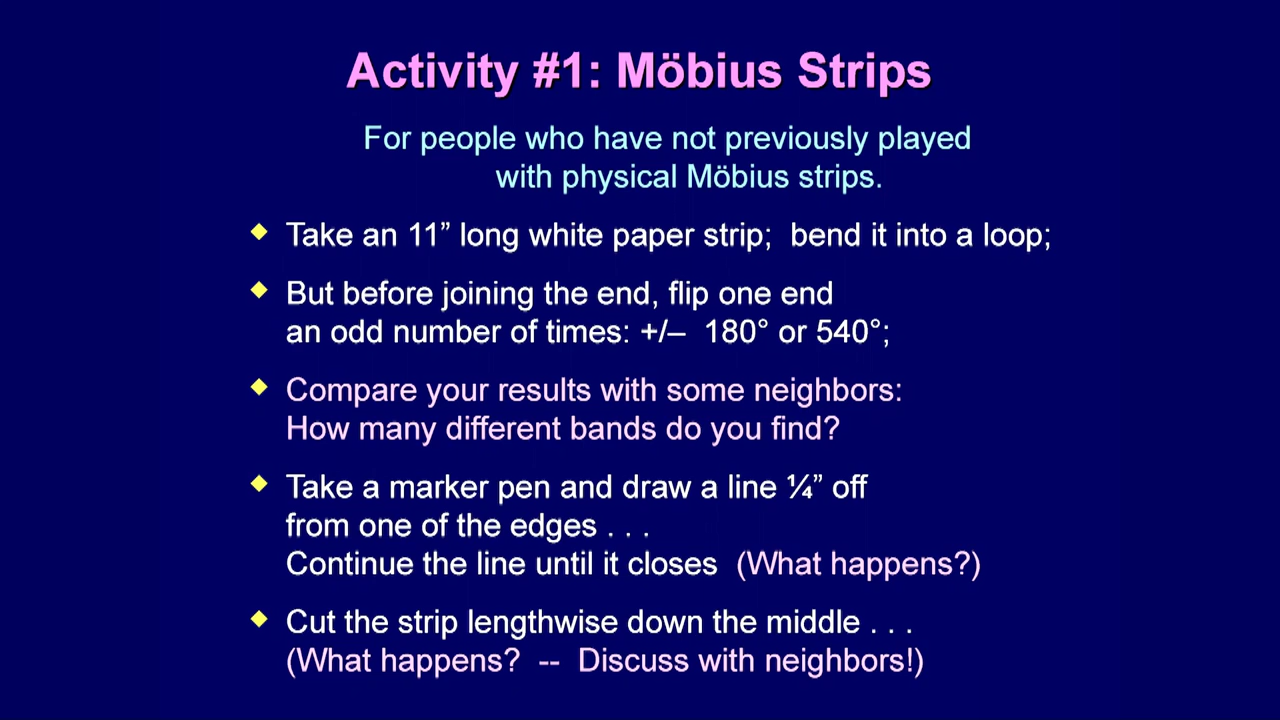 Activity #1: Möbius Strips
For people who have not previously played
with physical Möbius strips.
Take an 11” long white paper strip;  bend it into a loop;
But before joining the end, flip one end
an odd number of times: +/–  180° or 540°;
Compare your results with some neighbors:
How many different bands do you find?
Take a marker pen and draw a line ¼” off
from one of the edges . . .
Continue the line until it closes  (What happens?)
Cut the strip lengthwise down the middle . . .
(What happens?  --  Discuss with neighbors!)